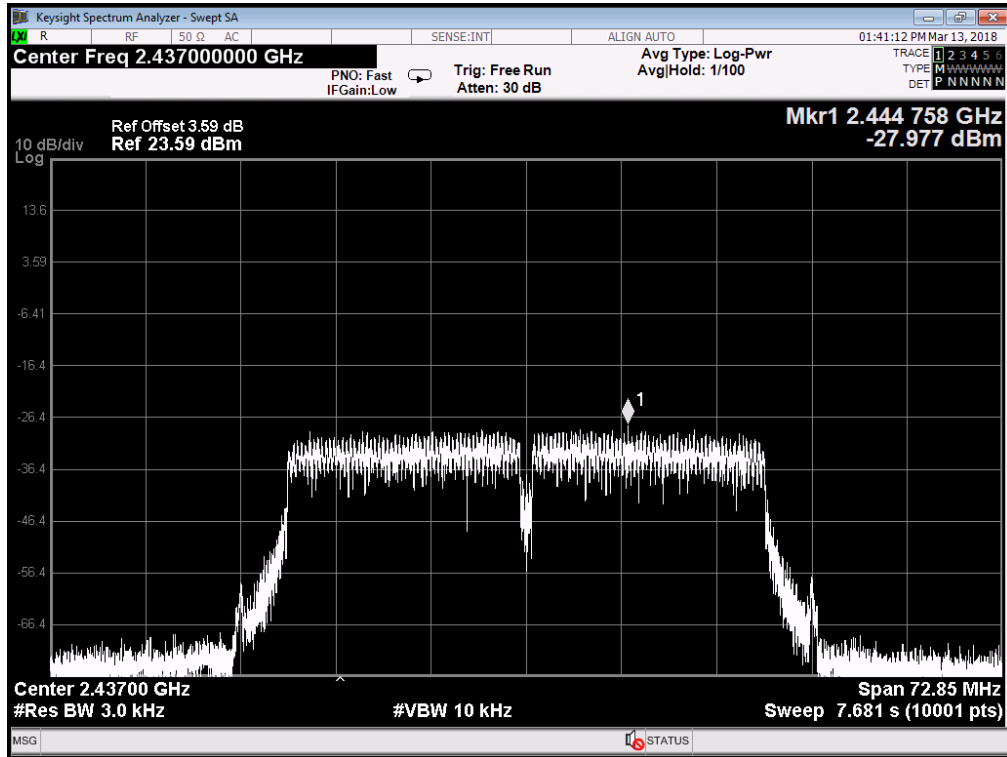 Keysight Spectrum Analyzer - Swept SA
LXI R RF 50 Ω AC SENSE:INT ALIGN AUTO 01:41:12 PM Mar 13, 2018
Center Freq 2.437000000 GHz
PNO: Fast
IFGain:Low
Trig: Free Run
Atten: 30 dB
Avg Type: Log-Pwr
Avg|Hold: 1/100
TRACE 1 2 3 4 5 6
TYPE M W W W W W
DET P N N N N N
Mkr1 2.444 758 GHz
-27.977 dBm
Ref Offset 3.59 dB
10 dB/div Ref 23.59 dBm
Log
13.6
3.59
-6.41
-16.4
1
-26.4
-36.4
-46.4
-56.4
-66.4
Center 2.43700 GHz Span 72.85 MHz
#Res BW 3.0 kHz #VBW 10 kHz Sweep 7.681 s (10001 pts)
MSG STATUS